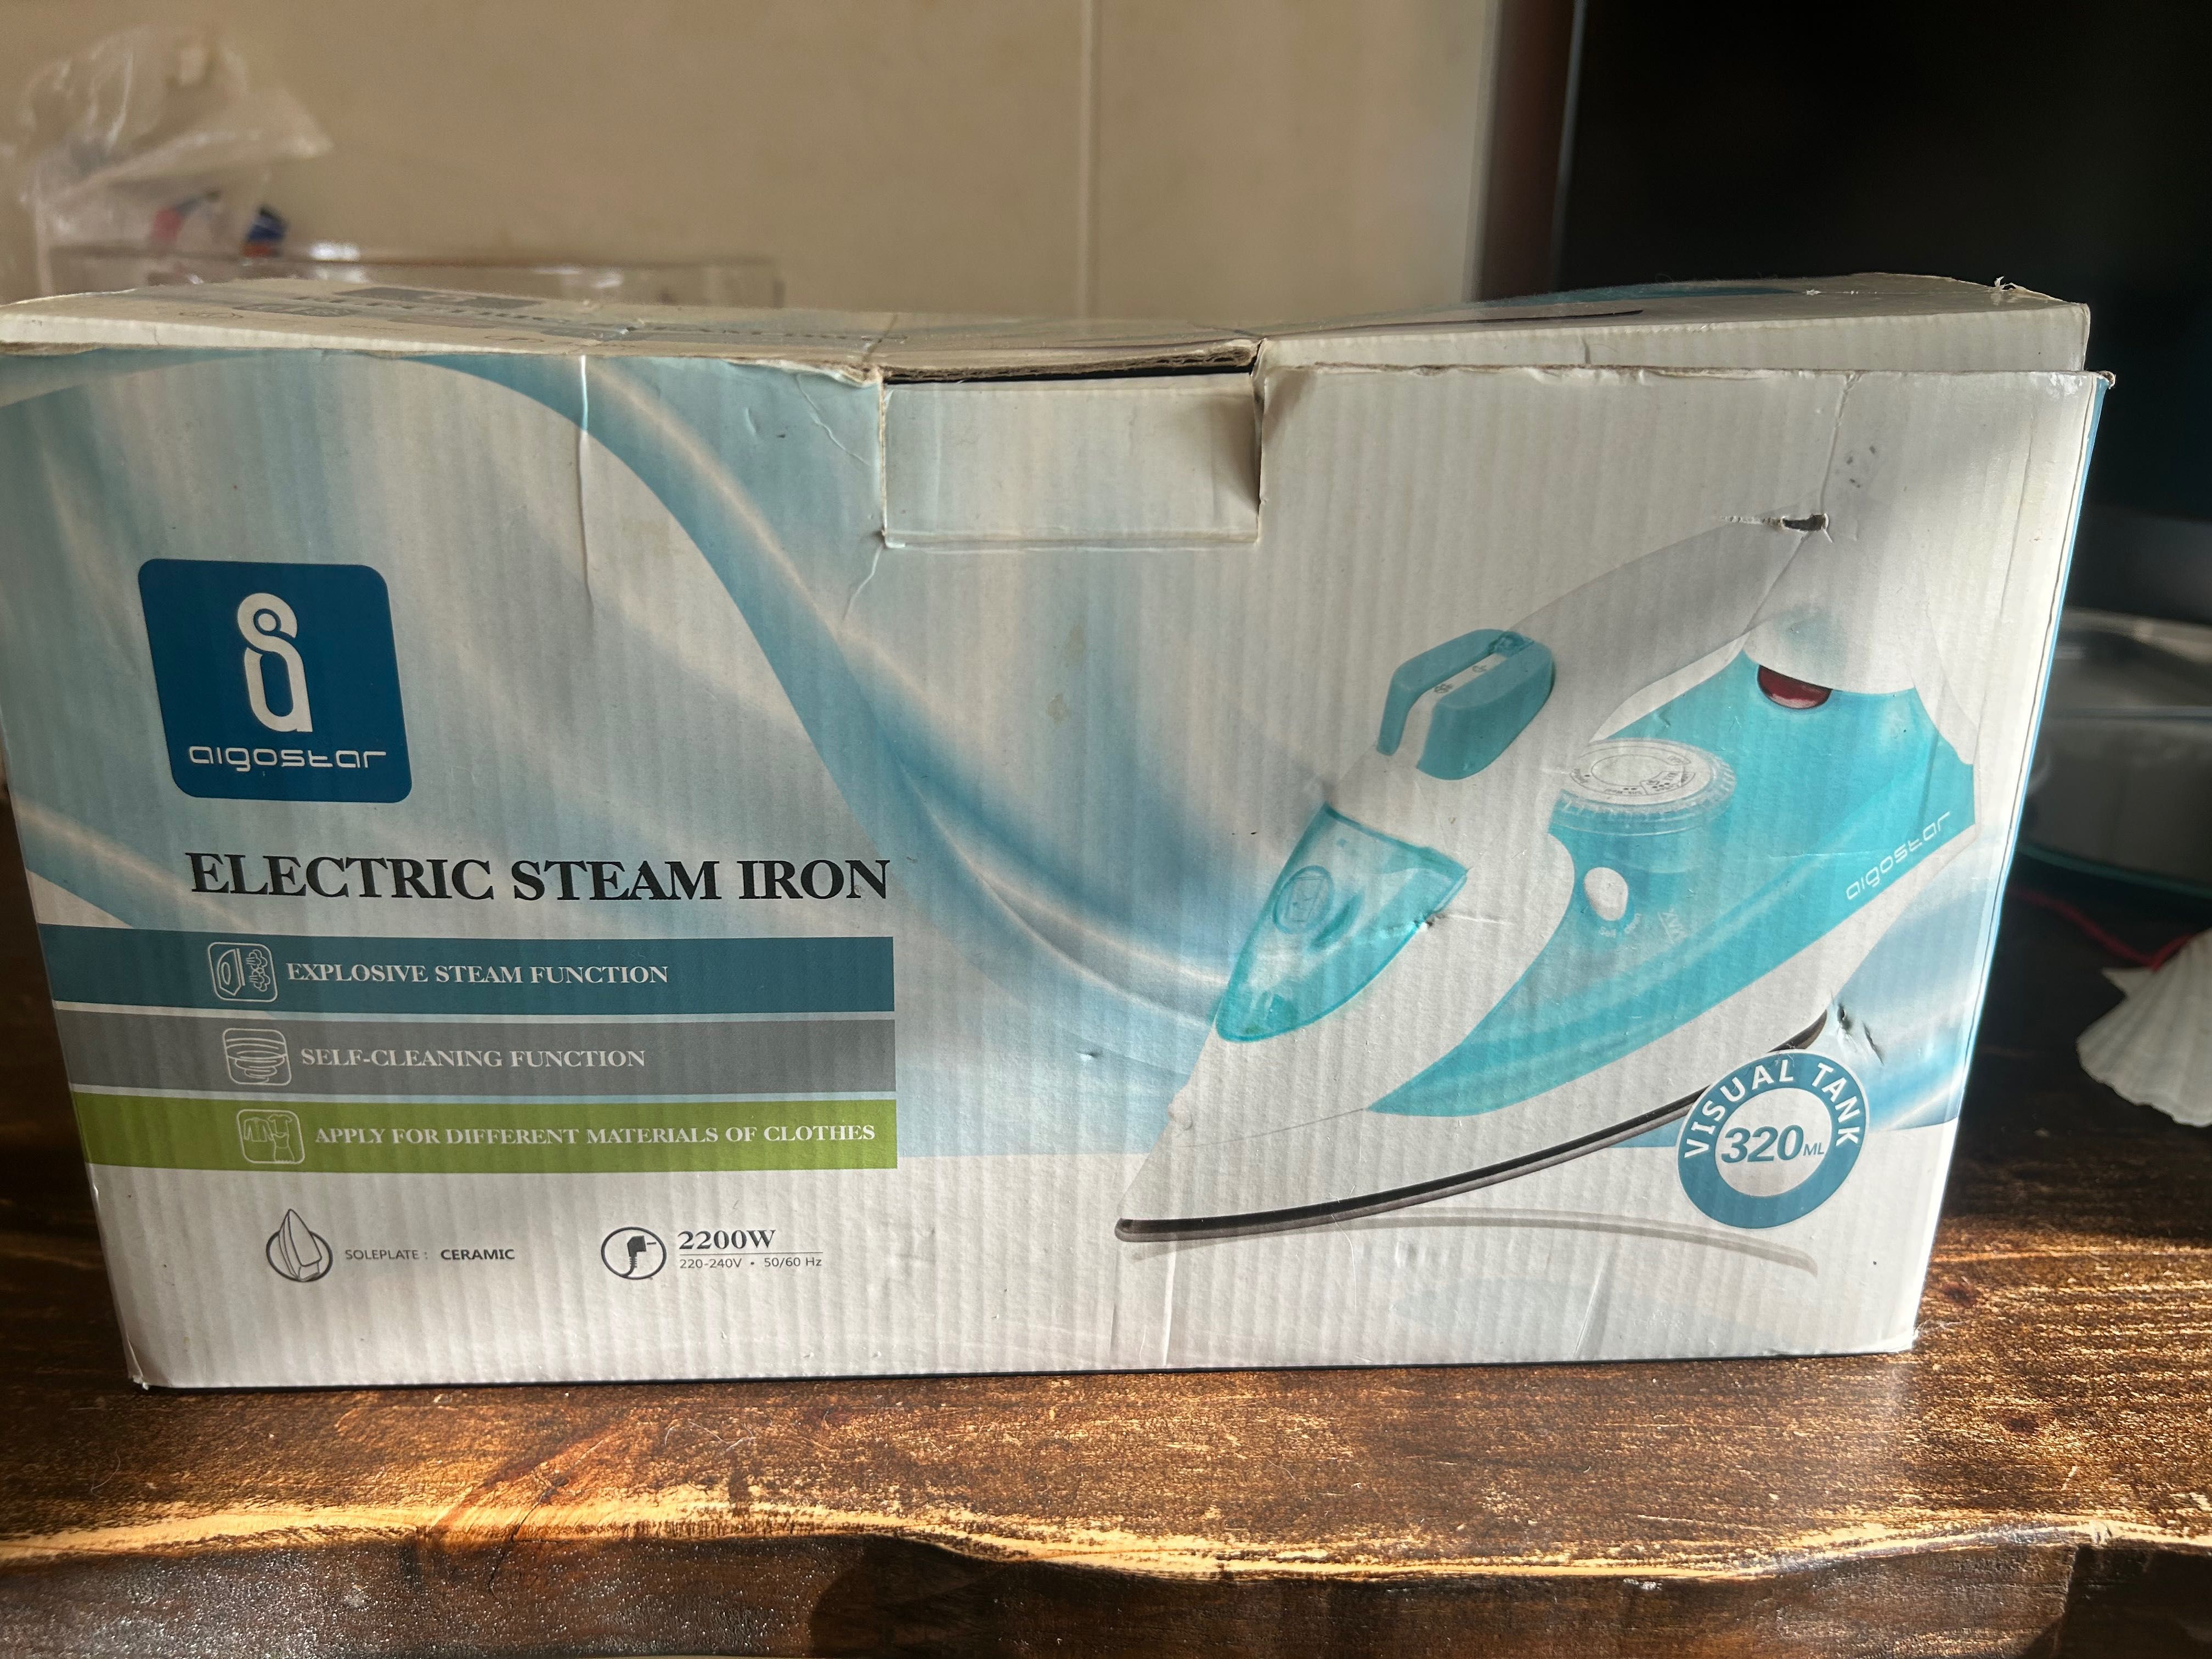 aigostar
ELECTRIC STEAM IRON
EXPLOSIVE STEAM FUNCTION
SELF-CLEANING FUNCTION
APPLY FOR DIFFERENT MATERIALS OF CLOTHES
SOLEPLATE : CERAMIC
2200W
220-240V • 50/60 Hz
aigostar
VISUAL TANK
320ML